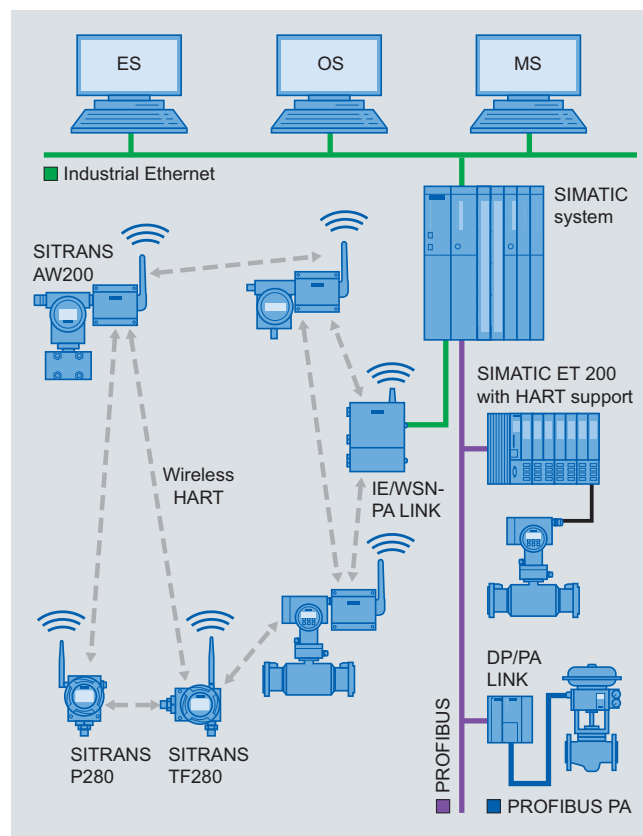 ES
OS
MS
Industrial Ethernet
SIMATIC
system
SITRANS
AW200
SIMATIC ET 200
with HART support
Wireless
HART
IE/WSN-
PA LINK
DP/PA
LINK
SITRANS
P280
SITRANS
TF280
PROFIBUS
PROFIBUS PA